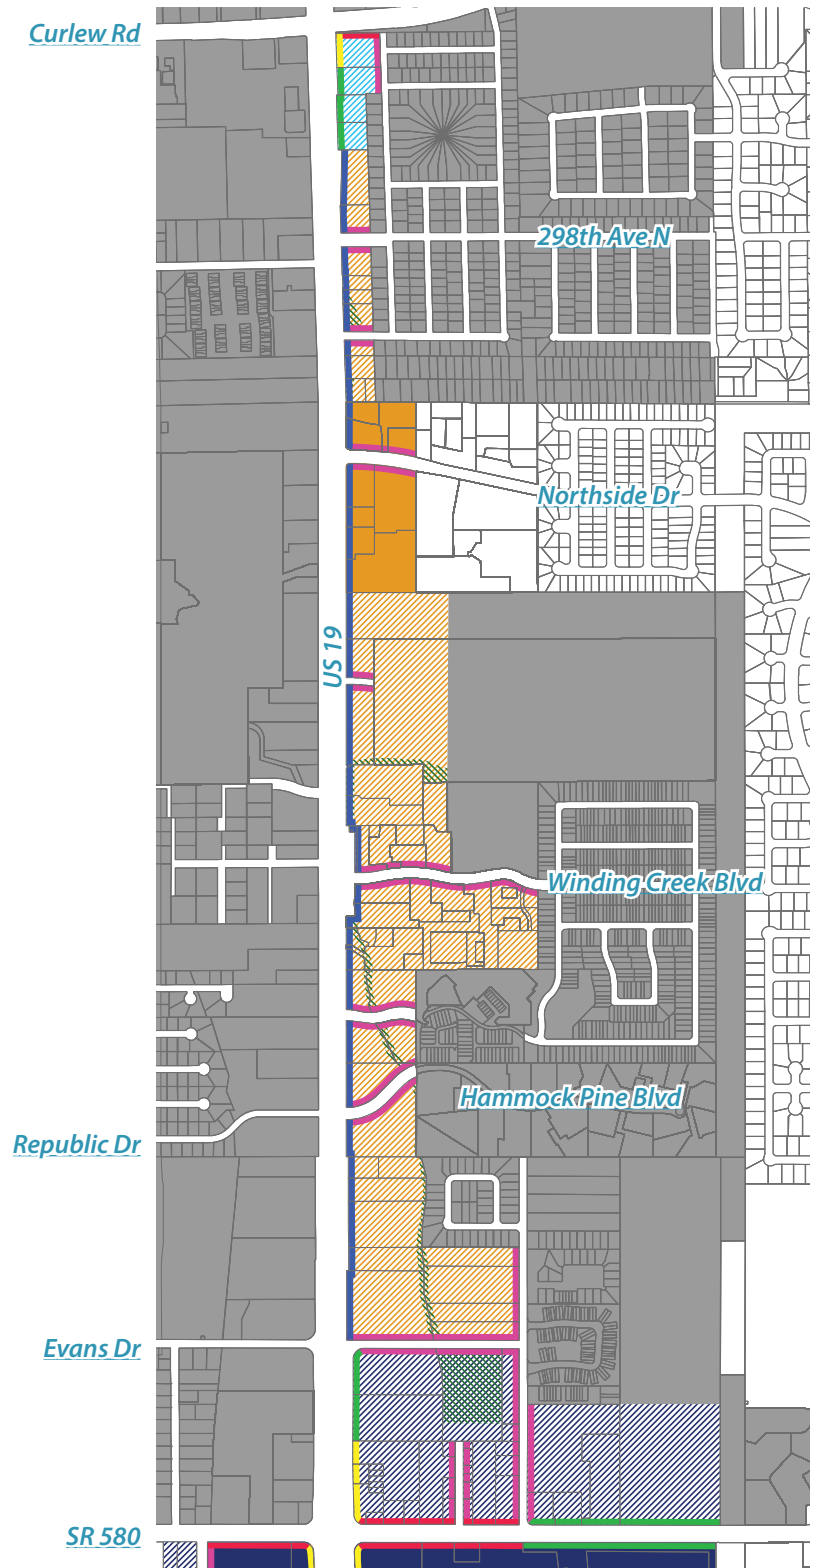 Curlew Rd
298th Ave N
Northside Dr
US 19
Winding Creek Blvd
Hammock Pine Blvd
Republic Dr
Evans Dr
SR 580